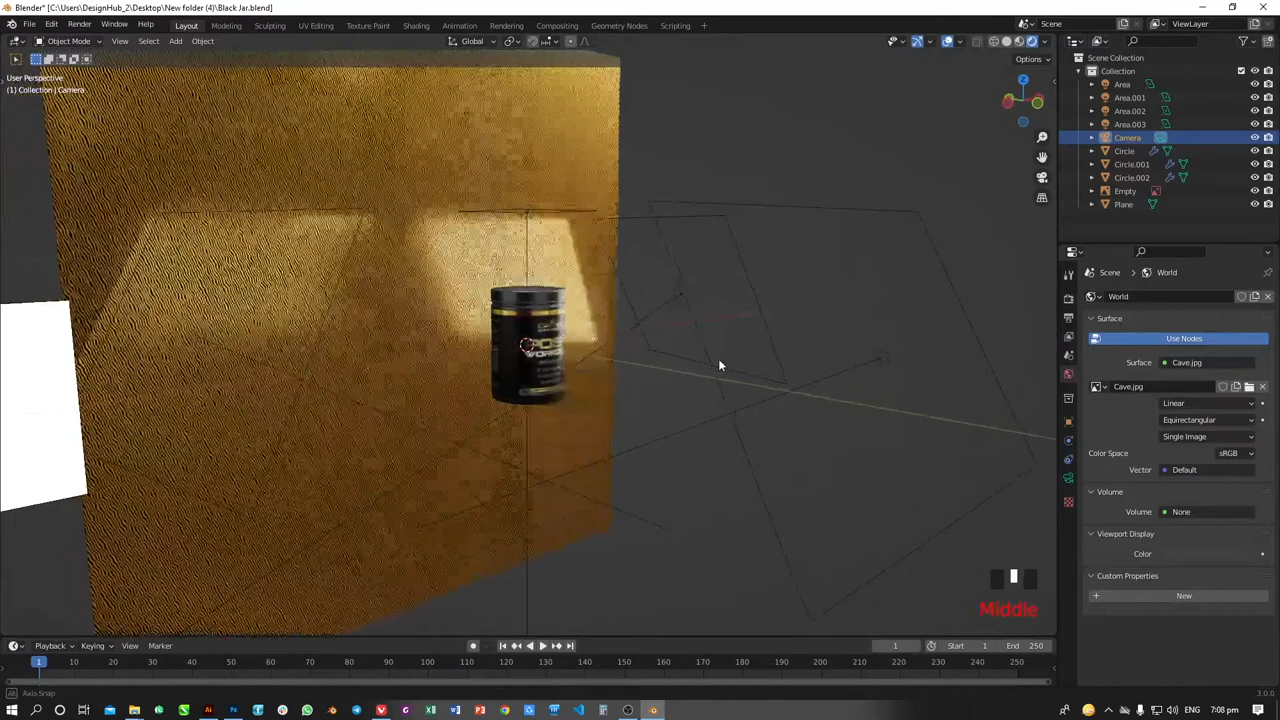 Blender* [C:\Users\DesignHub_2\Desktop\New folder (4)\Black Jar.blend]
File Edit Render Window Help
Layout Modeling Sculpting UV Editing Texture Paint Shading Animation Rendering Compositing Geometry Nodes Scripting +
Scene
ViewLayer
Object Mode View Select Add Object
Global
Options
User Perspective
(1) Collection | Camera
Z
Scene Collection
Collection
Area
Area.001
Area.002
Area.003
Camera
Circle
Circle.001
Circle.002
Empty
Plane
Scene World
World
Surface
Use Nodes
Surface Cave.jpg
Cave.jpg
Linear
Equirectangular
Single Image
Color Space sRGB
Vector Default
Volume
Volume None
Viewport Display
Color
Custom Properties
New
WORK
Middle
Playback Keying View Marker
1 Start 1 End 250
1 10 20 30 40 50 60 70 80 90 100 110 120 130 140 150 160 170 180 190 200 210 220 230 240 250
Axis Snap
3.0.0
ENG 7:08 pm